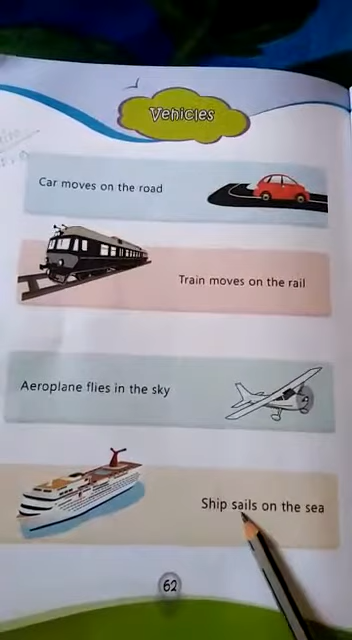 Vehicles
Car moves on the road
Train moves on the rail
Aeroplane flies in the sky
Ship sails on the sea
62